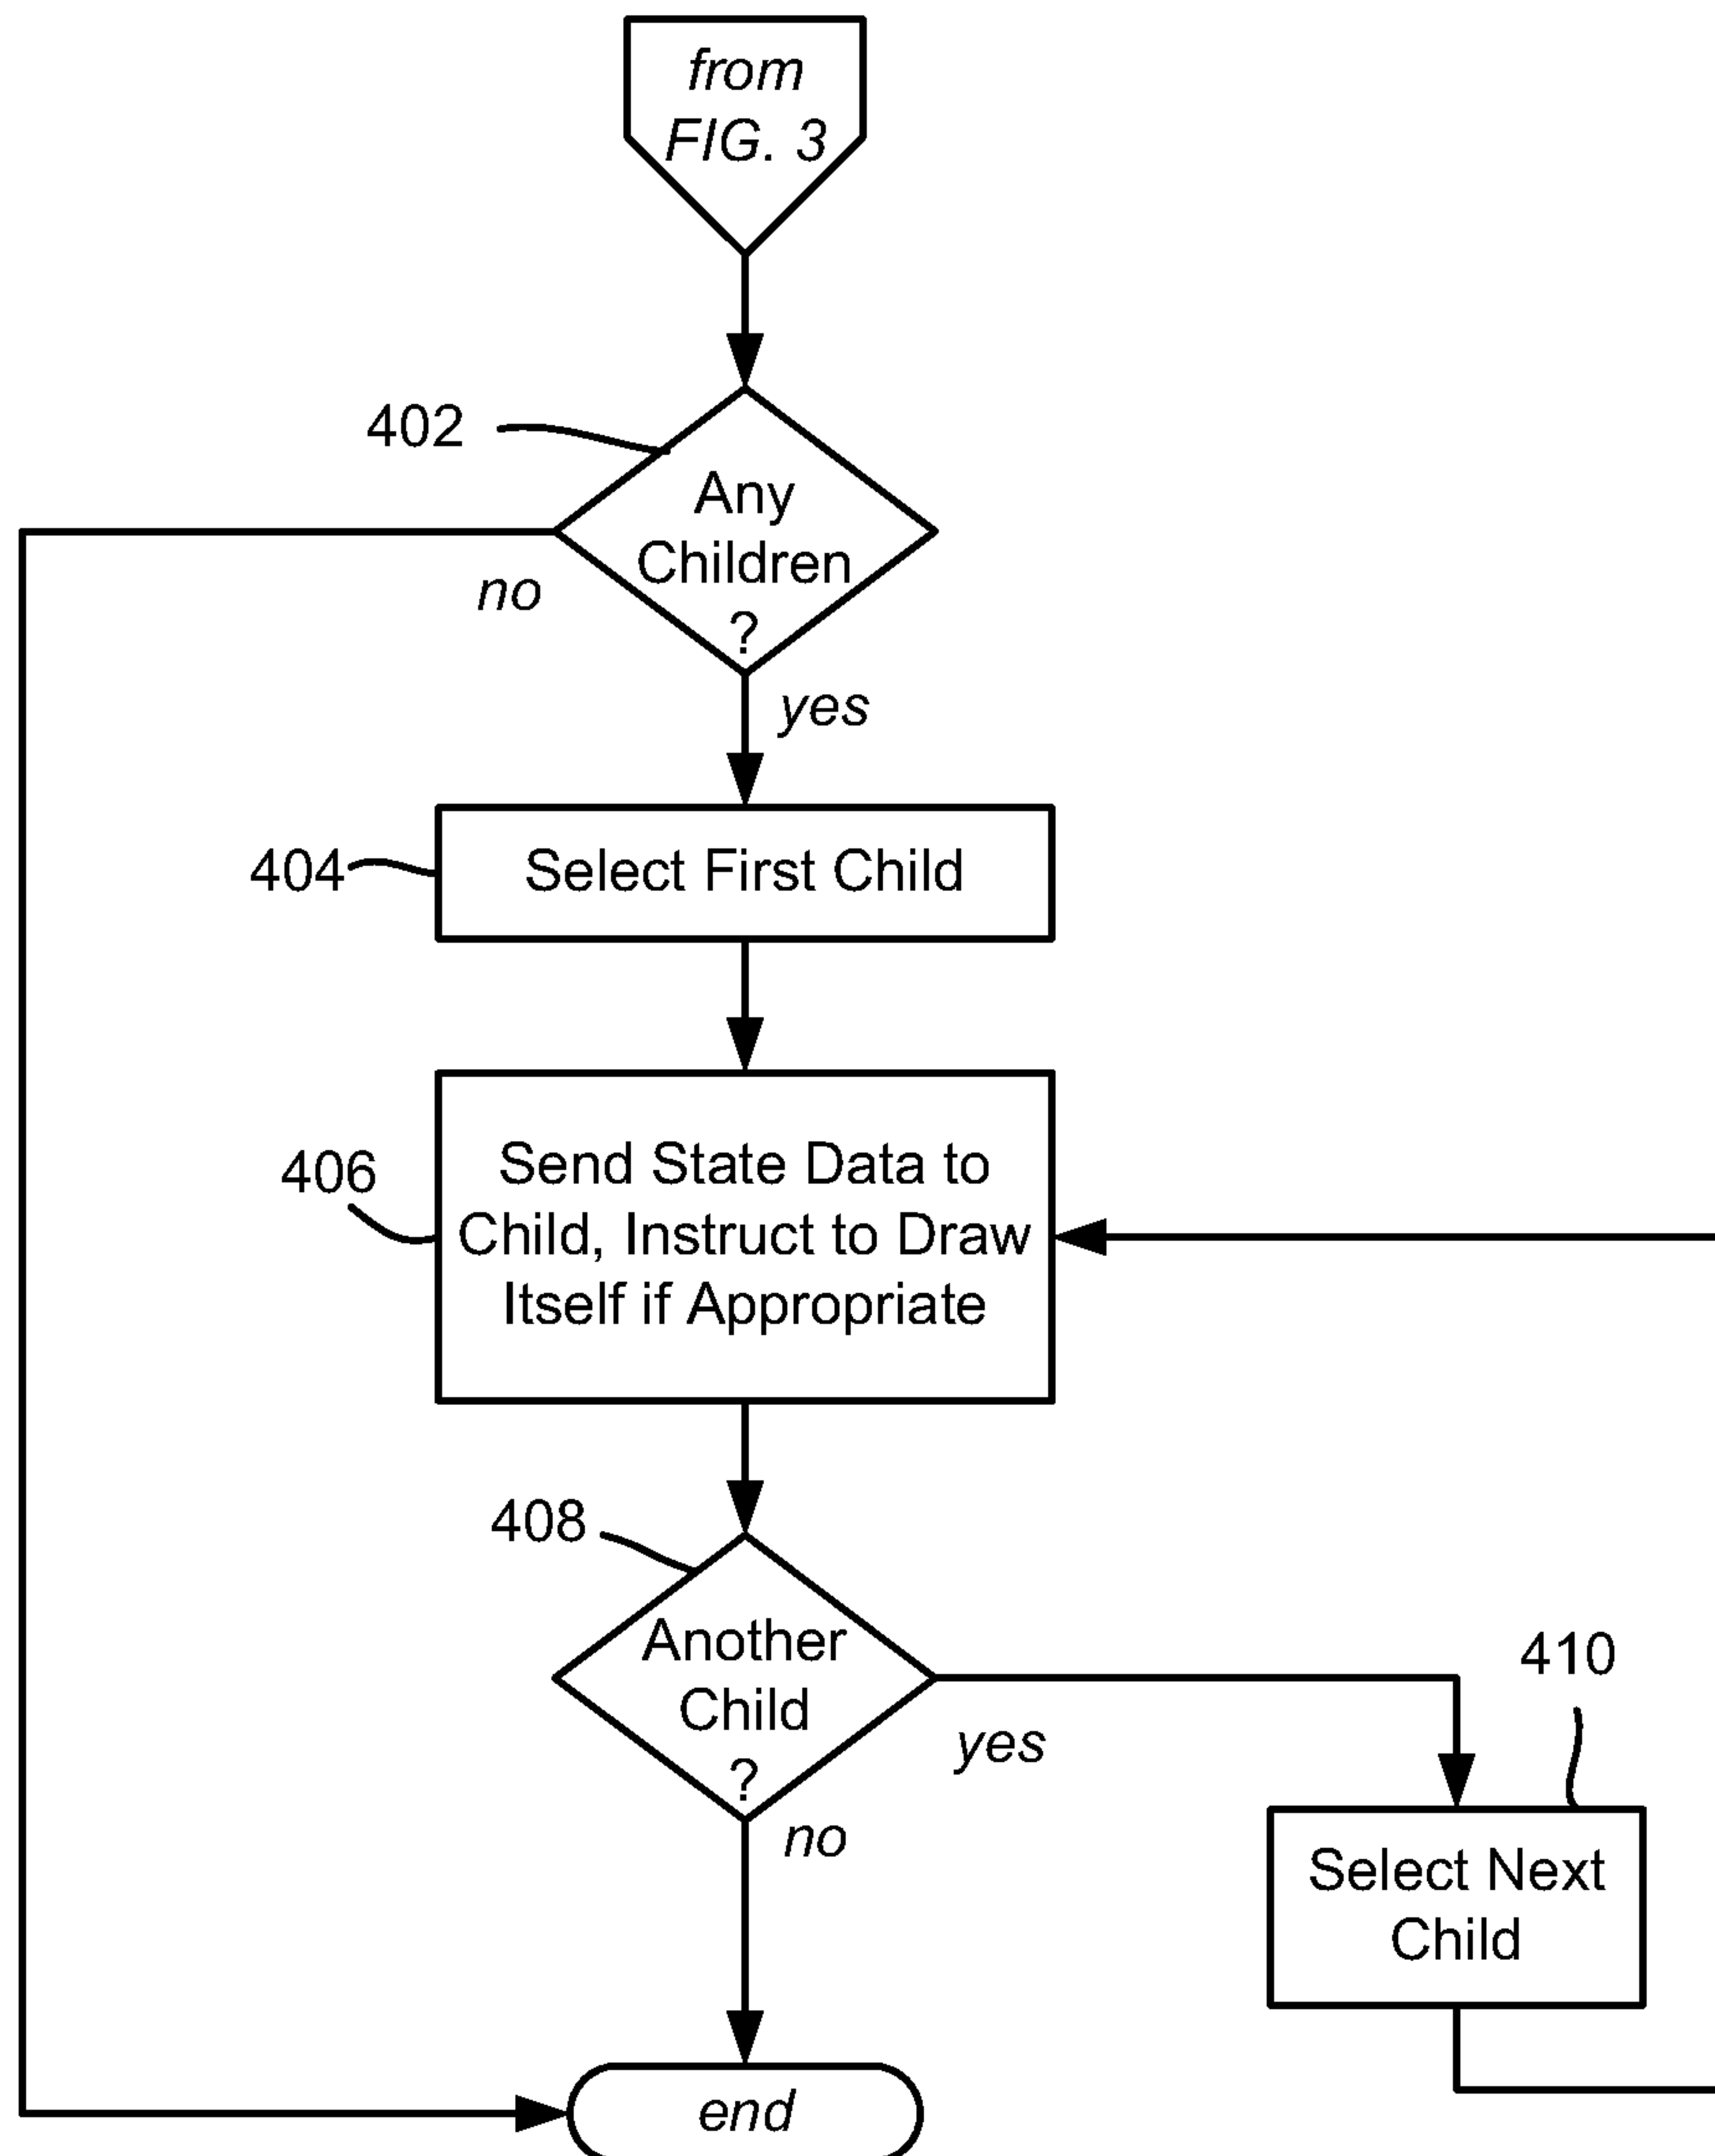 from
FIG. 3
402
Any
Children
?
no
yes
404
Select First Child
406
Send State Data to
Child, Instruct to Draw
Itself if Appropriate
408
Another
Child
?
yes
no
410
Select Next
Child
end